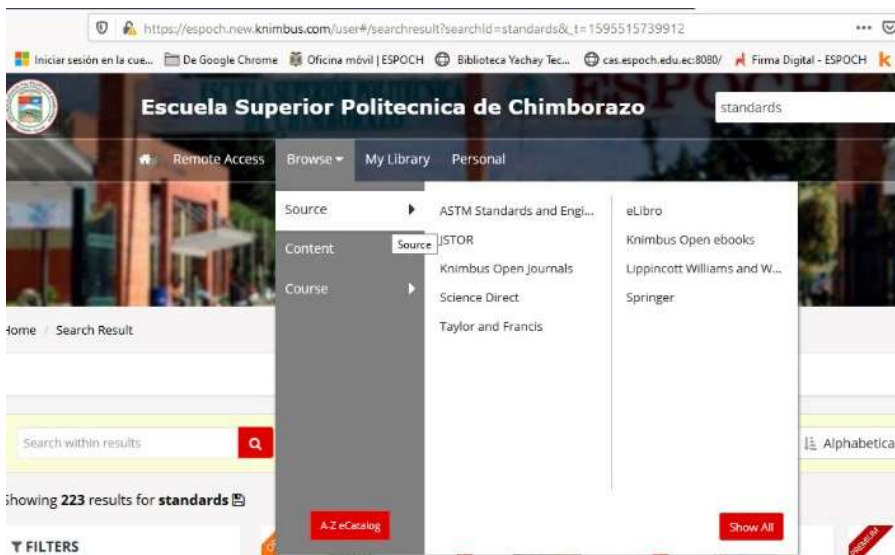 https://espoch.new.knimbus.com/user#/searchresult?searchId=standards&_t=1595515739912
Iniciar sesión en la cue... De Google Chrome Oficina móvil | ESPOCH Biblioteca Yachay Tec... cas.espoch.edu.ec:8080/ Firma Digital - ESPOCH
Escuela Superior Politecnica de Chimborazo
standards
Remote Access Browse My Library Personal
Source
Content
Course
Source
ASTM Standards and Engi...
JSTOR
Knimbus Open Journals
Science Direct
Taylor and Francis
eLibro
Knimbus Open ebooks
Lippincott Williams and W...
Springer
Home / Search Result
Search within results
Alphabetica
Showing 223 results for standards
A-Z eCatalog
Show All
FILTERS
PREMIUM